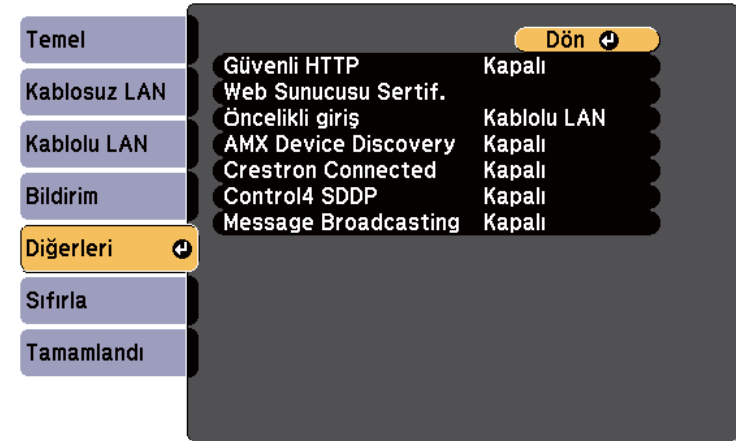 Temel
Kablosuz LAN
Kablolu LAN
Bildirim
Diğerleri
Sıfırla
Tamamlandı
Dön
Güvenli HTTP Kapalı
Web Sunucusu Sertif.
Öncelikli giriş Kablolu LAN
AMX Device Discovery Kapalı
Crestron Connected Kapalı
Control4 SDDP Kapalı
Message Broadcasting Kapalı